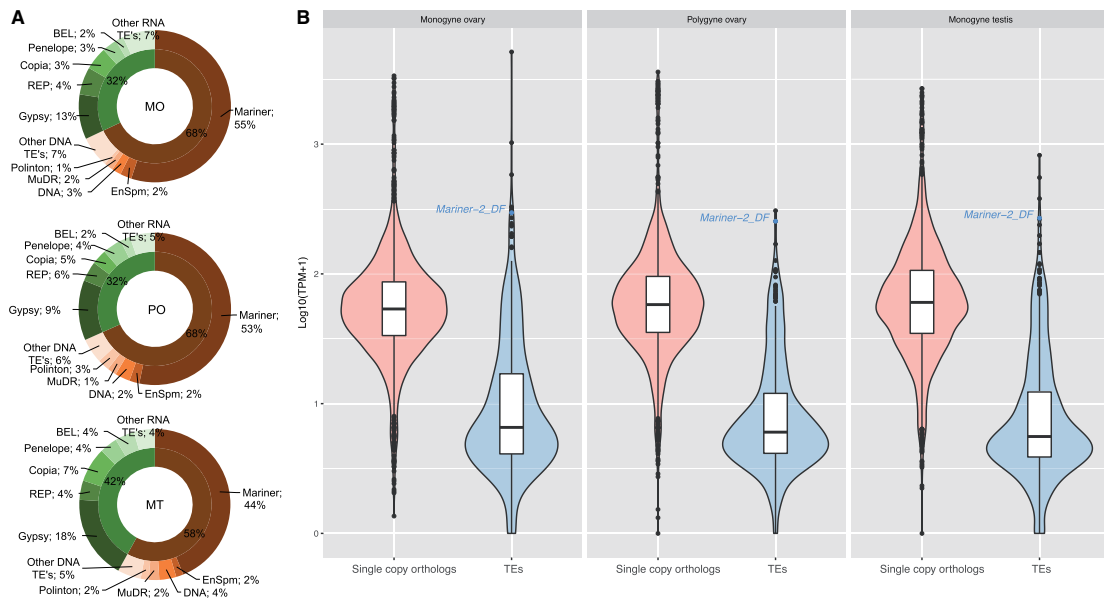 A
Other RNA
TE's; 7%
BEL; 2%
Penelope; 3%
Copia; 3%
REP; 4%
Gypsy; 13%
Other DNA
TE's; 7%
Polinton; 1%
MuDR; 2%
DNA; 3%
EnSpm; 2%
Mariner;
55%
32%
68%
MO
Other RNA
TE's; 5%
BEL; 2%
Penelope; 4%
Copia; 5%
REP; 6%
Gypsy; 9%
Other DNA
TE's; 6%
Polinton; 3%
MuDR; 1%
DNA; 2%
EnSpm; 2%
Mariner;
53%
32%
68%
PO
Other RNA
TE's; 4%
BEL; 4%
Penelope; 4%
Copia; 7%
REP; 4%
Gypsy; 18%
Other DNA
TE's; 5%
Polinton; 2%
MuDR; 2%
DNA; 4%
EnSpm; 2%
Mariner;
44%
42%
58%
MT
B
Monogyne ovary
Polygyne ovary
Monogyne testis
Log10(TPM+1)
3
2
1
0
Mariner-2_DF
Mariner-2_DF
Mariner-2_DF
Single copy orthologs
TEs
Single copy orthologs
TEs
Single copy orthologs
TEs